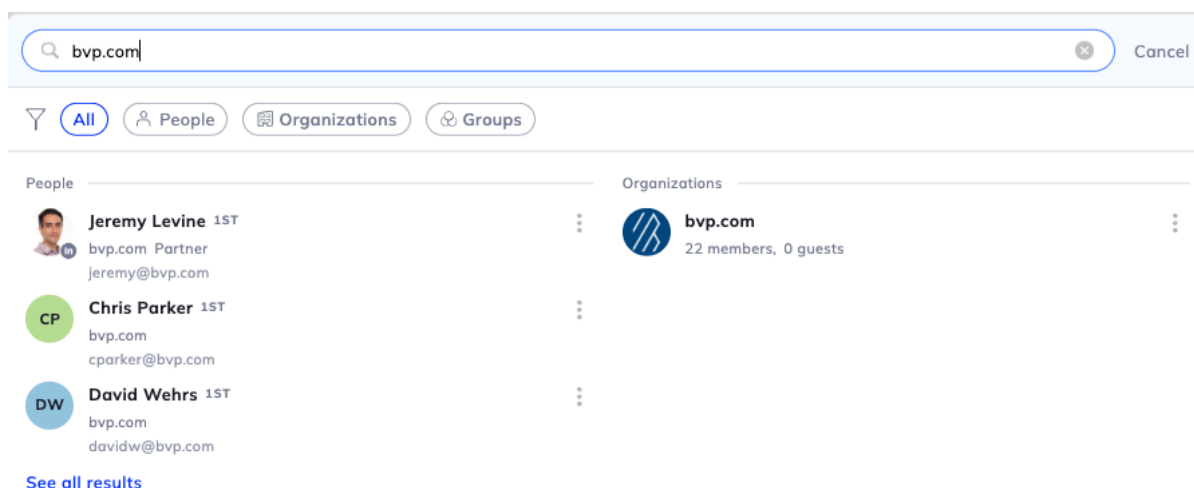 bvp.com
Cancel
All
People
Organizations
Groups
People
Jeremy Levine 1ST
bvp.com Partner
jeremy@bvp.com
CP
Chris Parker 1ST
bvp.com
cparker@bvp.com
DW
David Wehrs 1ST
bvp.com
davidw@bvp.com
See all results
Organizations
bvp.com
22 members, 0 guests
in